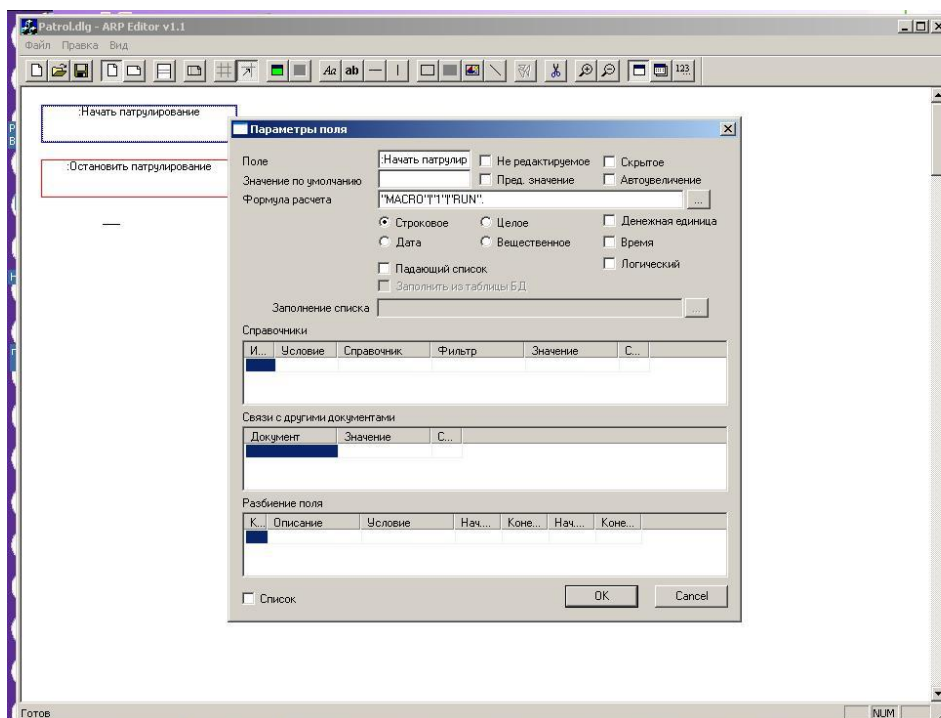 Patrol.dlg - ARP Editor v1.1
Файл Правка Вид
Aa ab 123
:Начать патрулирование
:Остановить патрулирование
Параметры поля
Поле :Начать патрулир Не редактируемое Скрытое
Значение по умолчанию Пред. значение Автоувеличение
Формула расчета "MACRO"|"1"|"RUN". ...
Строковое Целое Денежная единица
Дата Вещественное Время
Падающий список Логический
Заполнить из таблицы БД
Заполнение списка ...
Справочники
И... Условие Справочник Фильтр Значение С...
Связи с другими документами
Документ Значение С...
Разбиение поля
К... Описание Условие Нач.... Коне... Нач.... Коне...
Список OK Cancel
Готов NUM